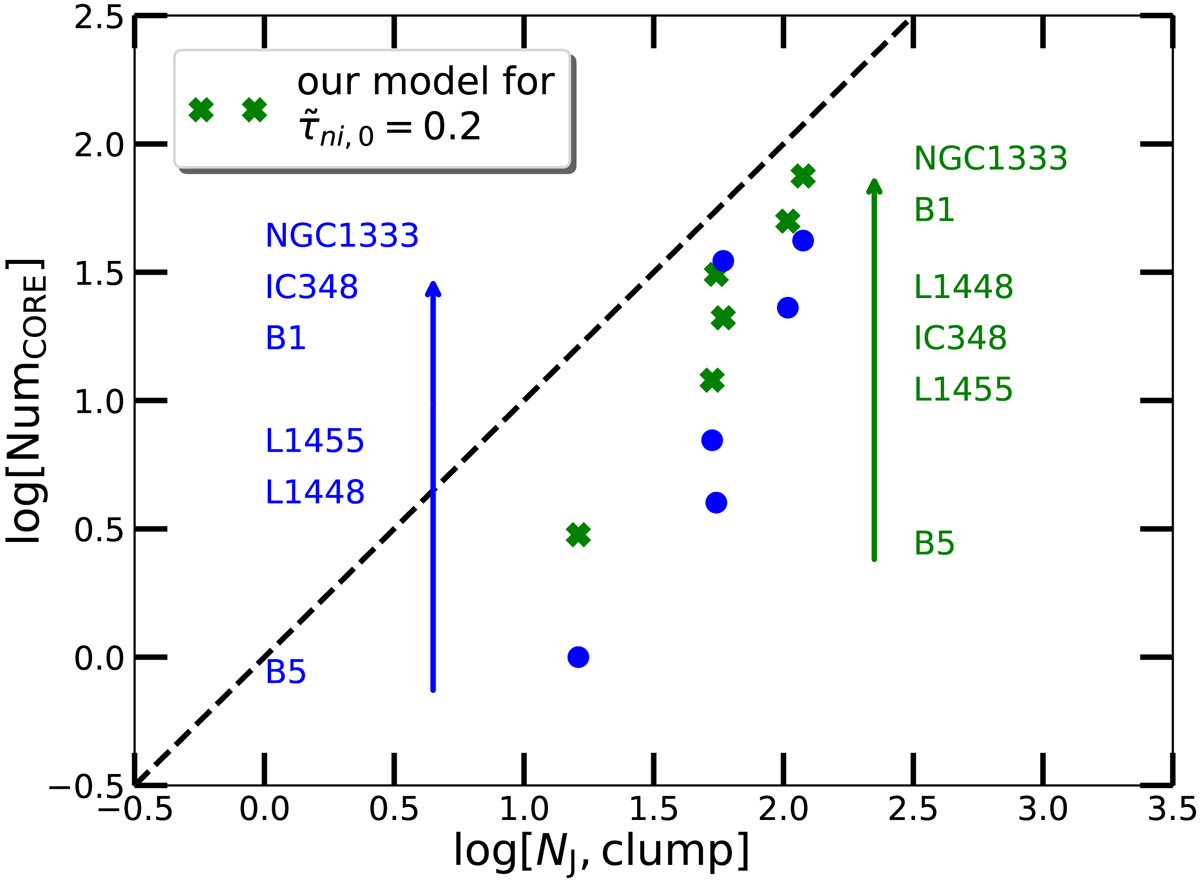 2.5
2.0
1.5
1.0
0.5
0.0
−0.5
−0.5 0.0 0.5 1.0 1.5 2.0 2.5 3.0 3.5
log[N_J, clump]
log[Num_CORE]
our model for
τ̃_{ni, 0} = 0.2
NGC1333
IC348
B1
L1455
L1448
B5
NGC1333
B1
L1448
IC348
L1455
B5